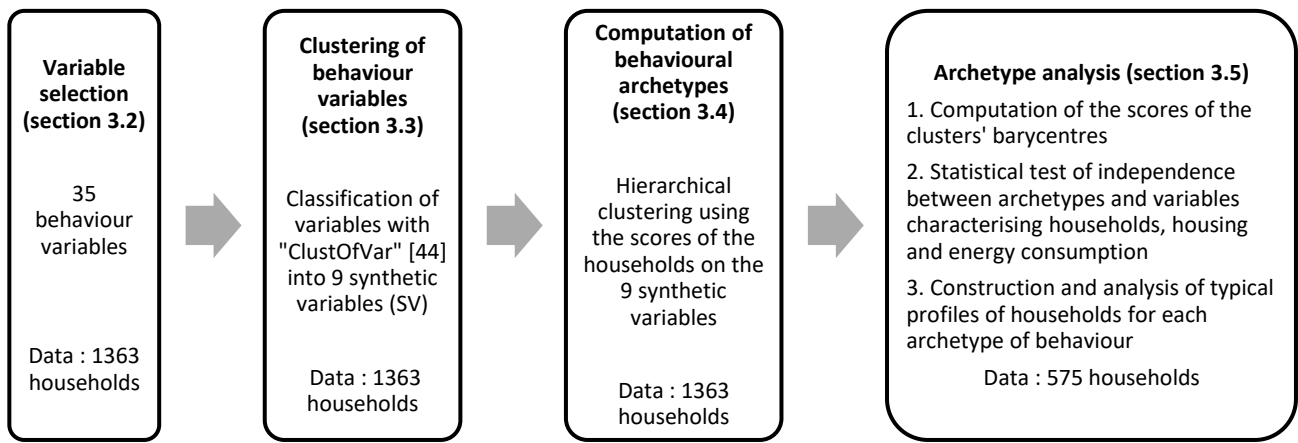 Variable
selection
(section 3.2)
35
behaviour
variables
Data : 1363
households
Clustering of
behaviour
variables
(section 3.3)
Classification of
variables with
"ClustOfVar" [44]
into 9 synthetic
variables (SV)
Data : 1363
households
Computation of
behavioural
archetypes
(section 3.4)
Hierarchical
clustering using
the scores of the
households on the
9 synthetic
variables
Data : 1363
households
Archetype analysis (section 3.5)
1. Computation of the scores of the
clusters' barycentres
2. Statistical test of independence
between archetypes and variables
characterising households, housing
and energy consumption
3. Construction and analysis of typical
profiles of households for each
archetype of behaviour
Data : 575 households